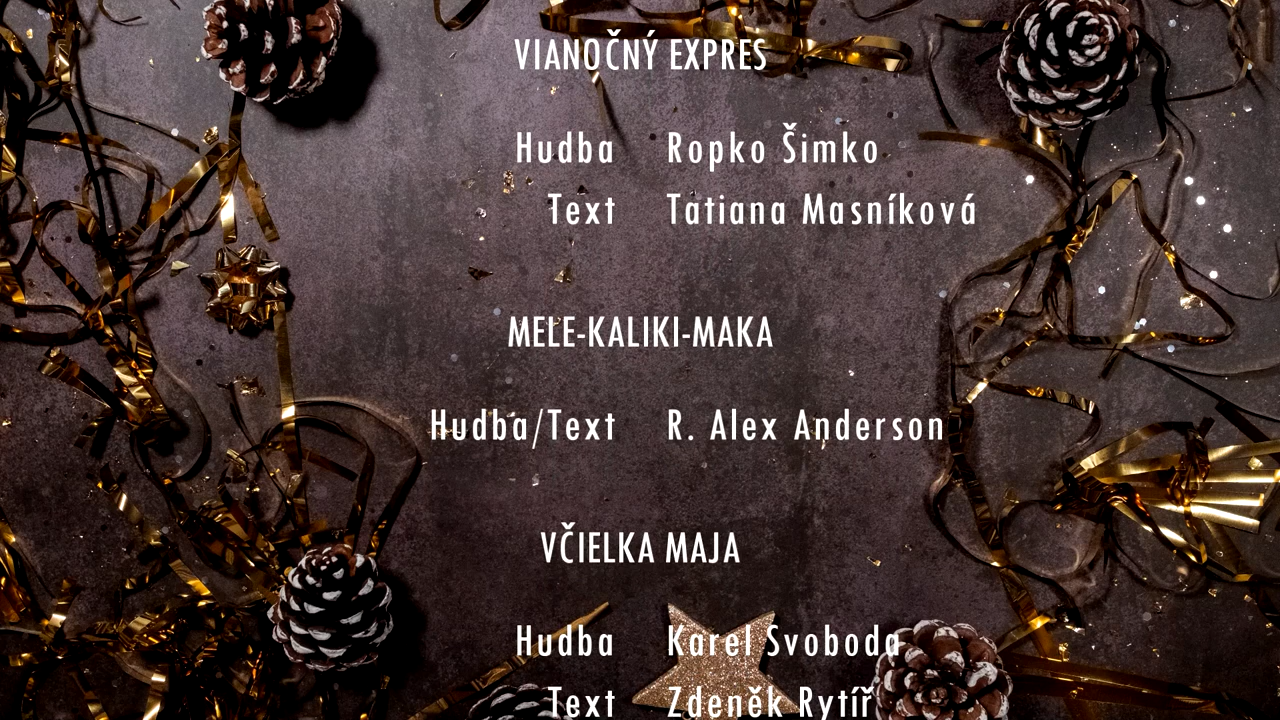 VIANOČNÝ EXPRES
Hudba Ropko Šimko
Text Tatiana Masníková
MELE-KALIKI-MAKA
Hudba/Text R. Alex Anderson
VČIELKA MAJA
Hudba Karel Svoboda
Text Zdeněk Rytíř